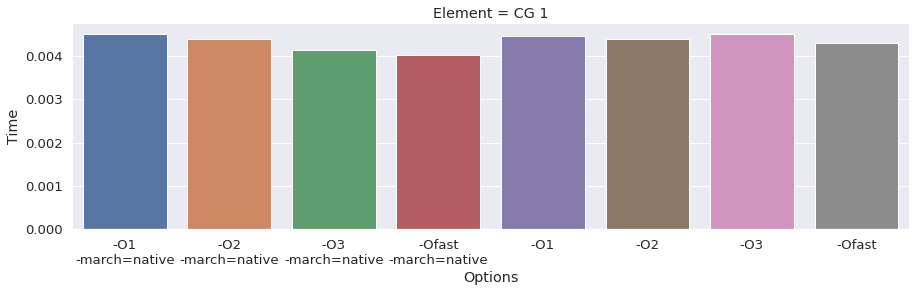 Element = CG 1
Time
0.004
0.003
0.002
0.001
0.000
-O1
-march=native
-O2
-march=native
-O3
-march=native
-Ofast
-march=native
-O1
-O2
-O3
-Ofast
Options